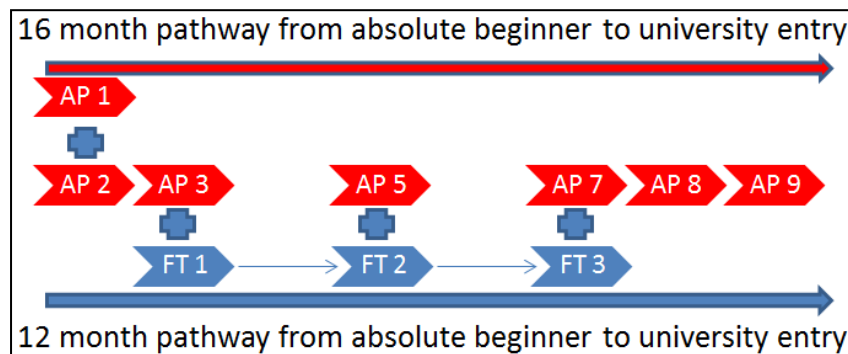 16 month pathway from absolute beginner to university entry
AP 1
AP 2 AP 3 AP 5 AP 7 AP 8 AP 9
FT 1 FT 2 FT 3
12 month pathway from absolute beginner to university entry